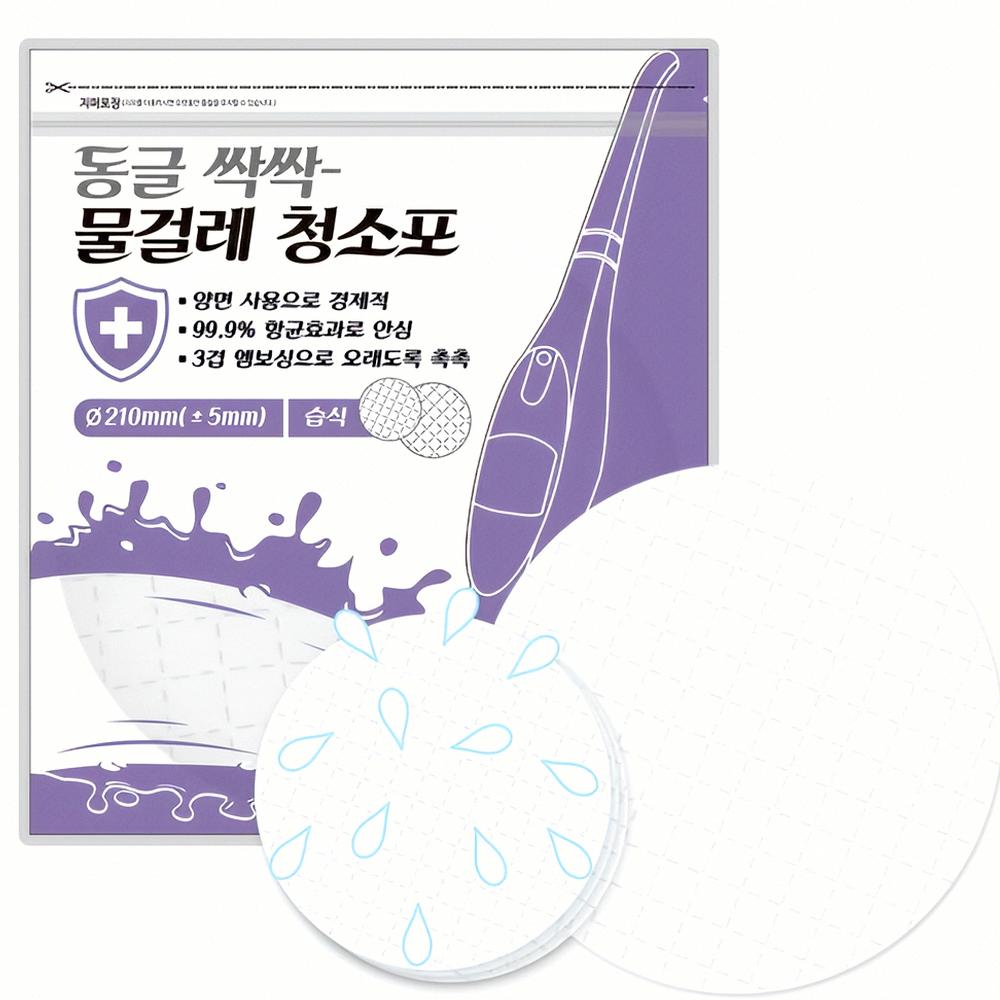 지퍼포장
동글 싹싹-
물걸레 청소포
▪ 양면 사용으로 경제적
▪ 99.9% 항균효과로 안심
▪ 3겹 엠보싱으로 오래도록 촉촉
Ø 210mm(±5mm) 습식